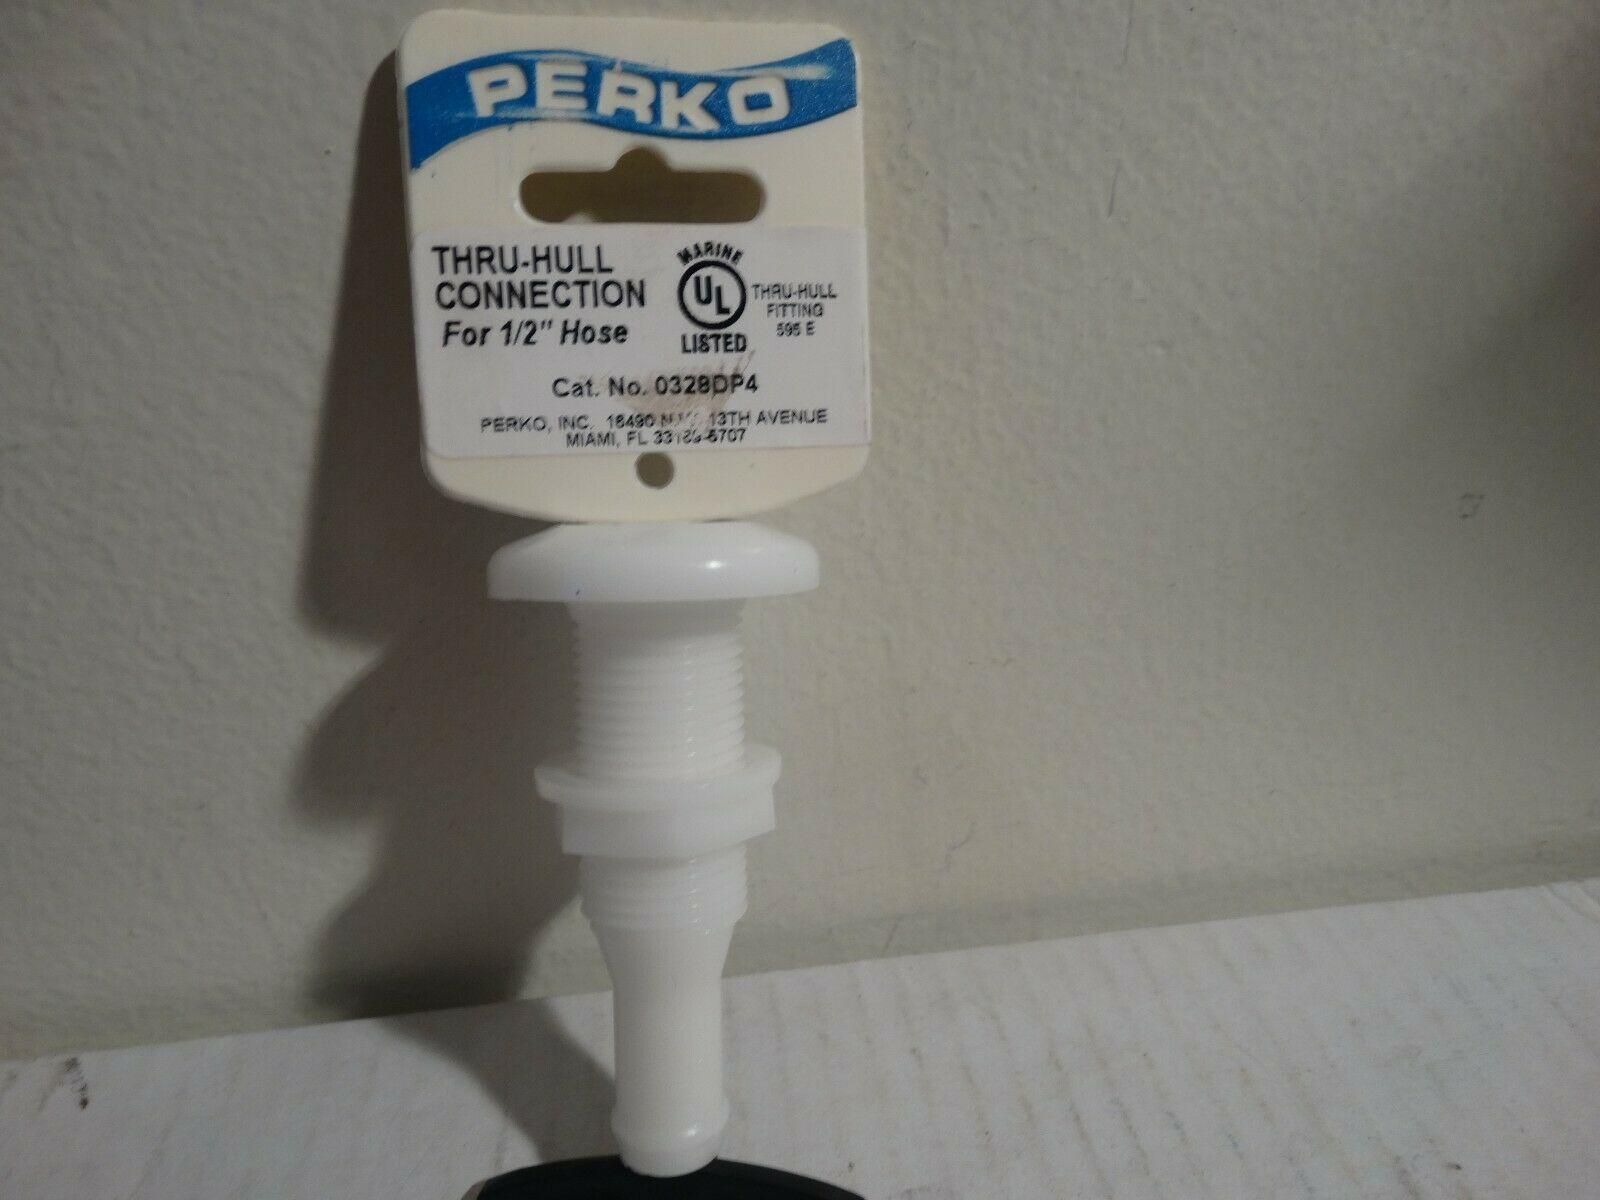 PERKO
THRU-HULL
CONNECTION
For 1/2" Hose
MARINE
UL
LISTED
THRU-HULL
FITTING
595 E
Cat. No. 0328DP4
PERKO, INC. 16490 N.W. 13TH AVENUE
MIAMI, FL